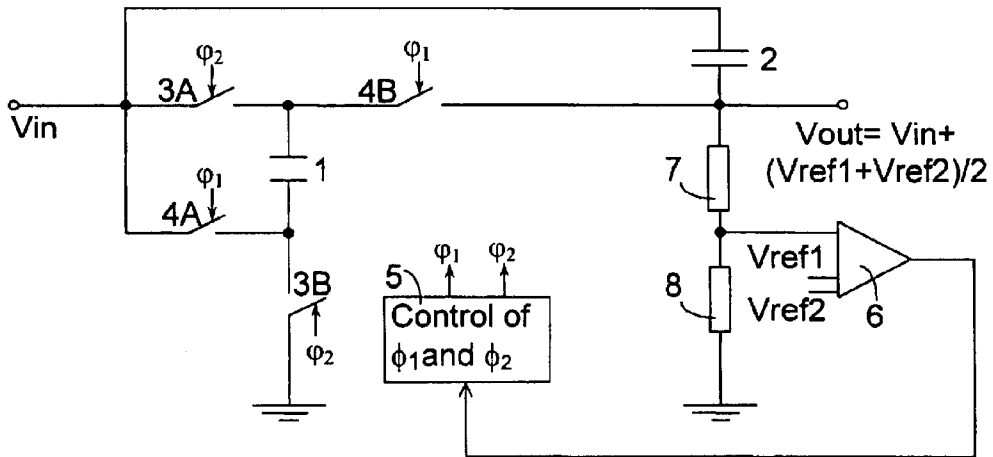 φ2
φ1
2
3A
4B
Vin
Vout= Vin+
(Vref1+Vref2)/2
1
7
φ1
4A
φ1
φ2
Vref1
3B
5
8
6
Vref2
Control of
ϕ1and ϕ2
φ2